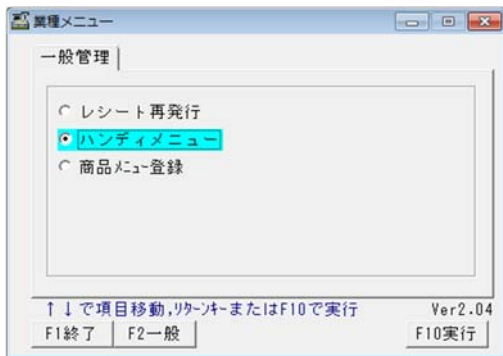 業種メニュー
一般管理
レシート再発行
ハンディメニュー
商品ﾒﾆｭｰ登録
↑↓で項目移動,ﾘﾀｰﾝｷｰまたはF10で実行 Ver2.04
F1終了 F2一般 F10実行